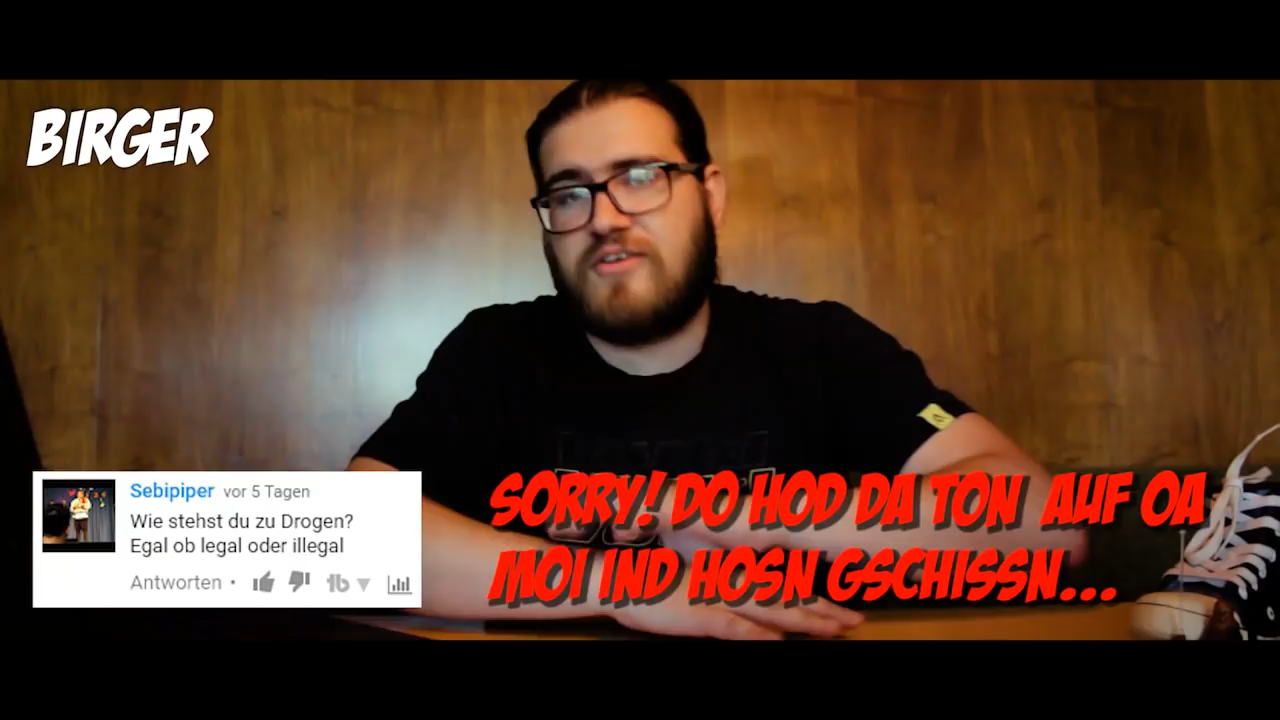 BIRGER
Sebipiper vor 5 Tagen
Wie stehst du zu Drogen?
Egal ob legal oder illegal
Antworten •
SORRY! DO HOD DA TON AUF OA
MOI IND HOSN GSCHISSN...